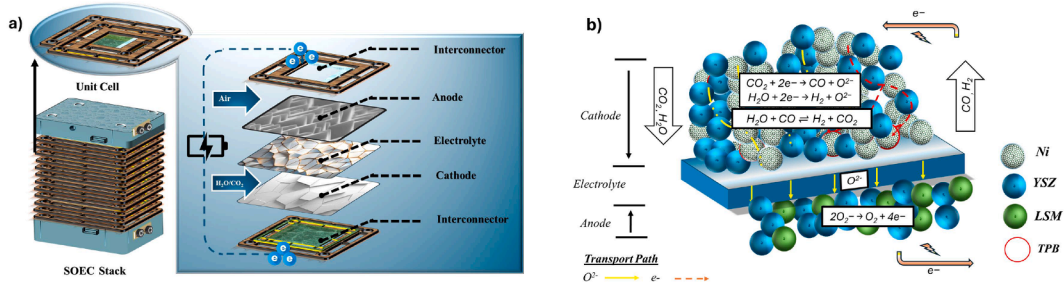 a)
Unit Cell
SOEC Stack
e
e
e
Interconnector
Air
Anode
Electrolyte
H₂O/CO₂
Cathode
Interconnector
e
e
e
b)
e−
Cathode
CO₂, H₂O
CO₂ + 2e− → CO + O²⁻
H₂O + 2e− → H₂ + O²⁻
H₂O + CO ⇌ H₂ + CO₂
CO, H₂
Electrolyte
O²⁻
Anode
2O₂− → O₂ + 4e−
Transport Path
O²⁻
e-
e−
Ni
YSZ
LSM
TPB